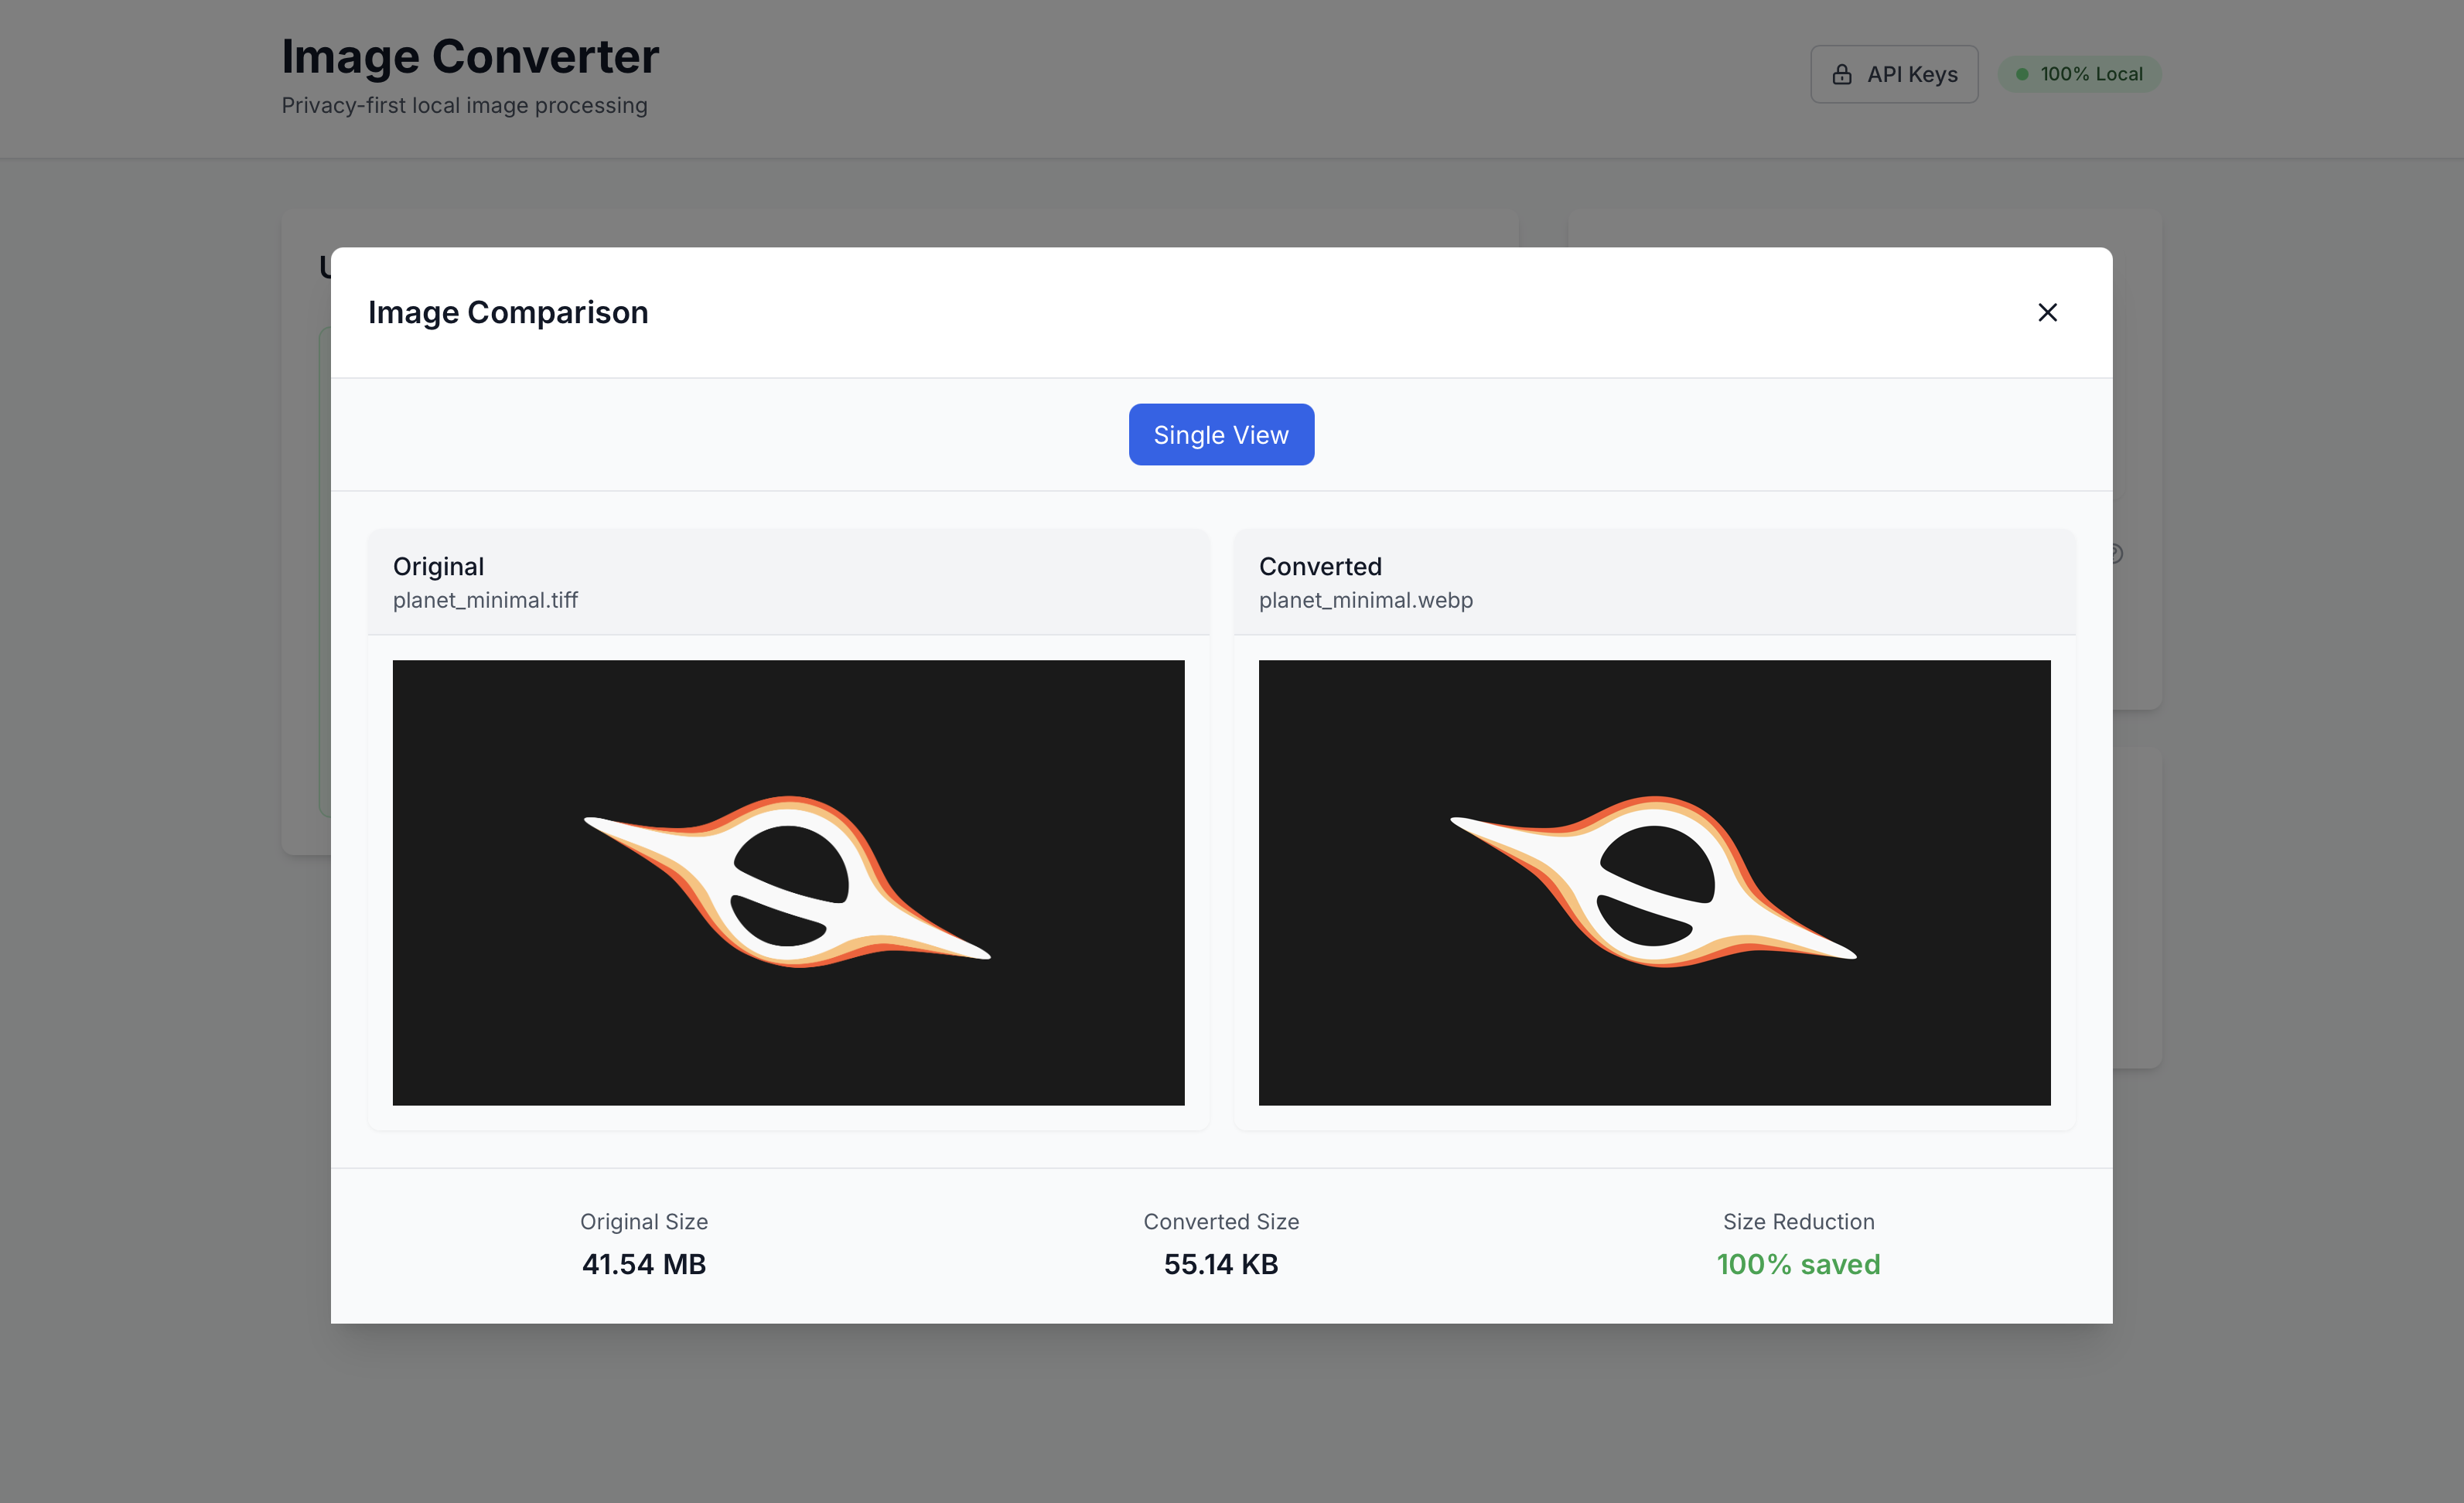 Image Converter
Privacy-first local image processing
API Keys
100% Local
Image Comparison
Single View
Original
planet_minimal.tiff
Converted
planet_minimal.webp
Original Size
41.54 MB
Converted Size
55.14 KB
Size Reduction
100% saved